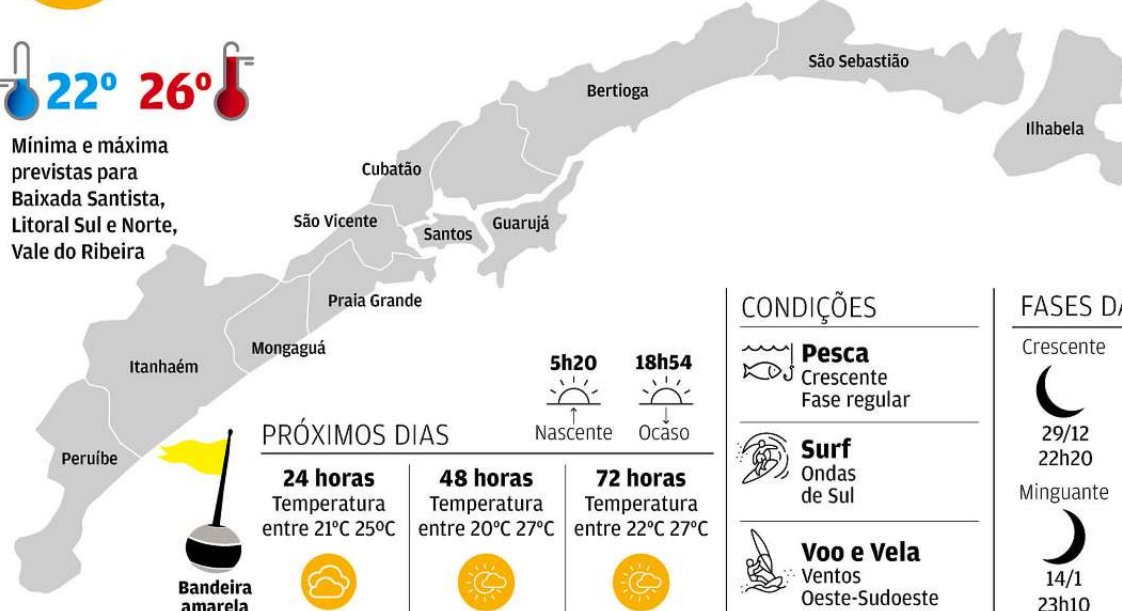 22º 26º
Mínima e máxima
previstas para
Baixada Santista,
Litoral Sul e Norte,
Vale do Ribeira
São Sebastião
Bertioga
Ilhabela
Cubatão
São Vicente
Santos
Guarujá
Praia Grande
Mongaguá
Itanhaém
Peruíbe
Bandeira
amarela
5h20
Nascente
18h54
Ocaso
PRÓXIMOS DIAS
24 horas
Temperatura
entre 21ºC 25ºC
48 horas
Temperatura
entre 20ºC 27ºC
72 horas
Temperatura
entre 22ºC 27ºC
CONDIÇÕES
Pesca
Crescente
Fase regular
Surf
Ondas
de Sul
Voo e Vela
Ventos
Oeste-Sudoeste
FASES DA
Crescente
29/12
22h20
Minguante
14/1
23h10